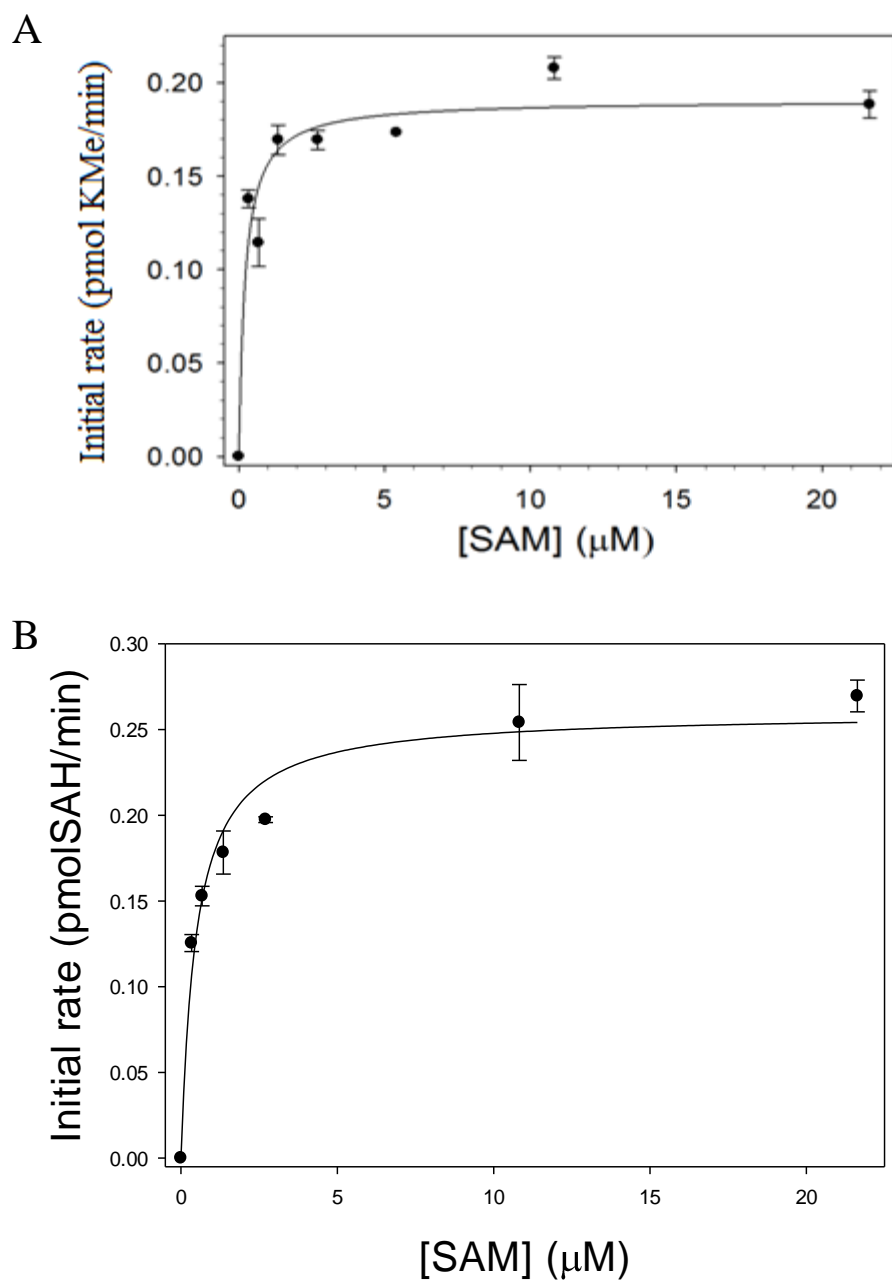 A
Initial rate (pmol KMe/min)
0.20
0.15
0.10
0.05
0.00
0 5 10 15 20
[SAM] (μM)
B
Initial rate (pmolSAH/min)
0.30
0.25
0.20
0.15
0.10
0.05
0.00
0 5 10 15 20
[SAM] (μM)